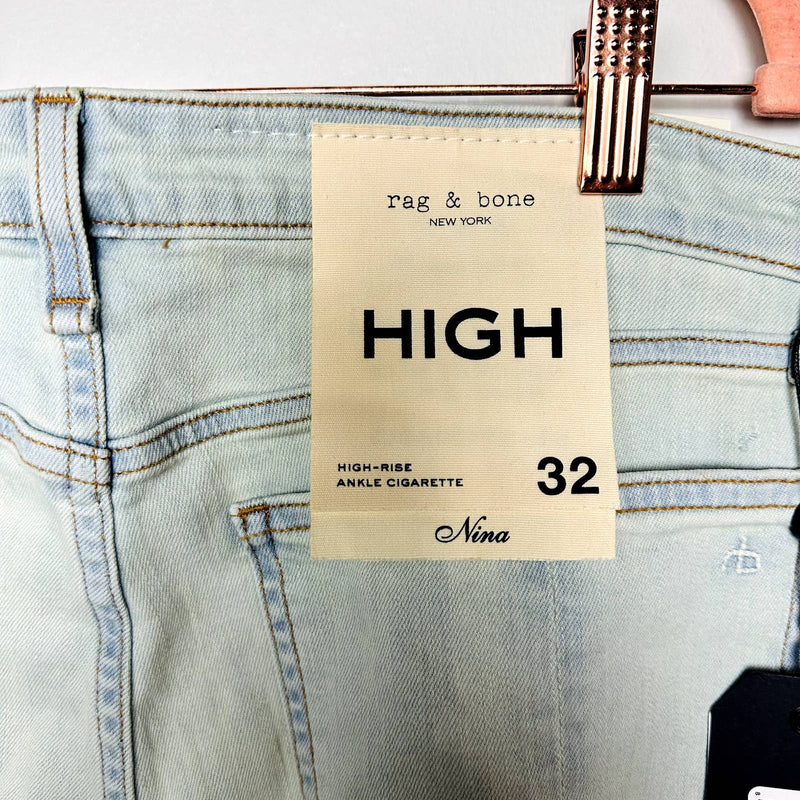 rag & bone
NEW YORK
HIGH
HIGH-RISE
ANKLE CIGARETTE
32
Nina